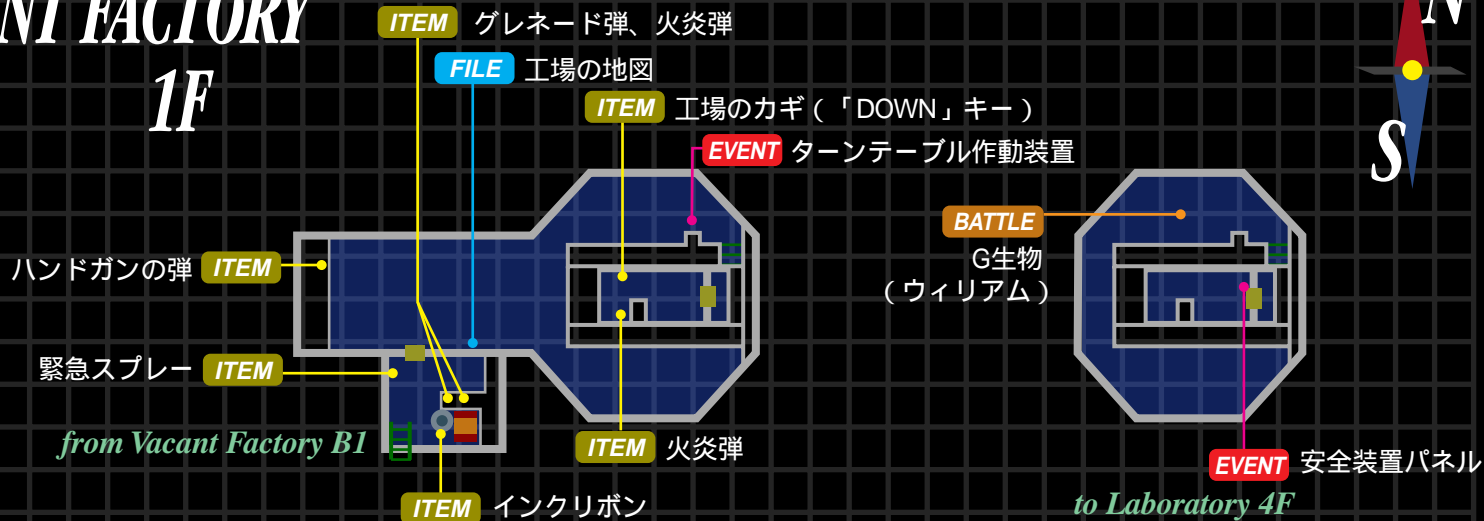 NT FACTORY
1F
ITEM グレネード弾、火炎弾
FILE 工場の地図
ITEM 工場のカギ（「DOWN」キー）
EVENT ターンテーブル作動装置
N
S
ハンドガンの弾 ITEM
BATTLE
G生物
（ウィリアム）
緊急スプレー ITEM
from Vacant Factory B1
ITEM 火炎弾
EVENT 安全装置パネル
ITEM インクリボン
to Laboratory 4F